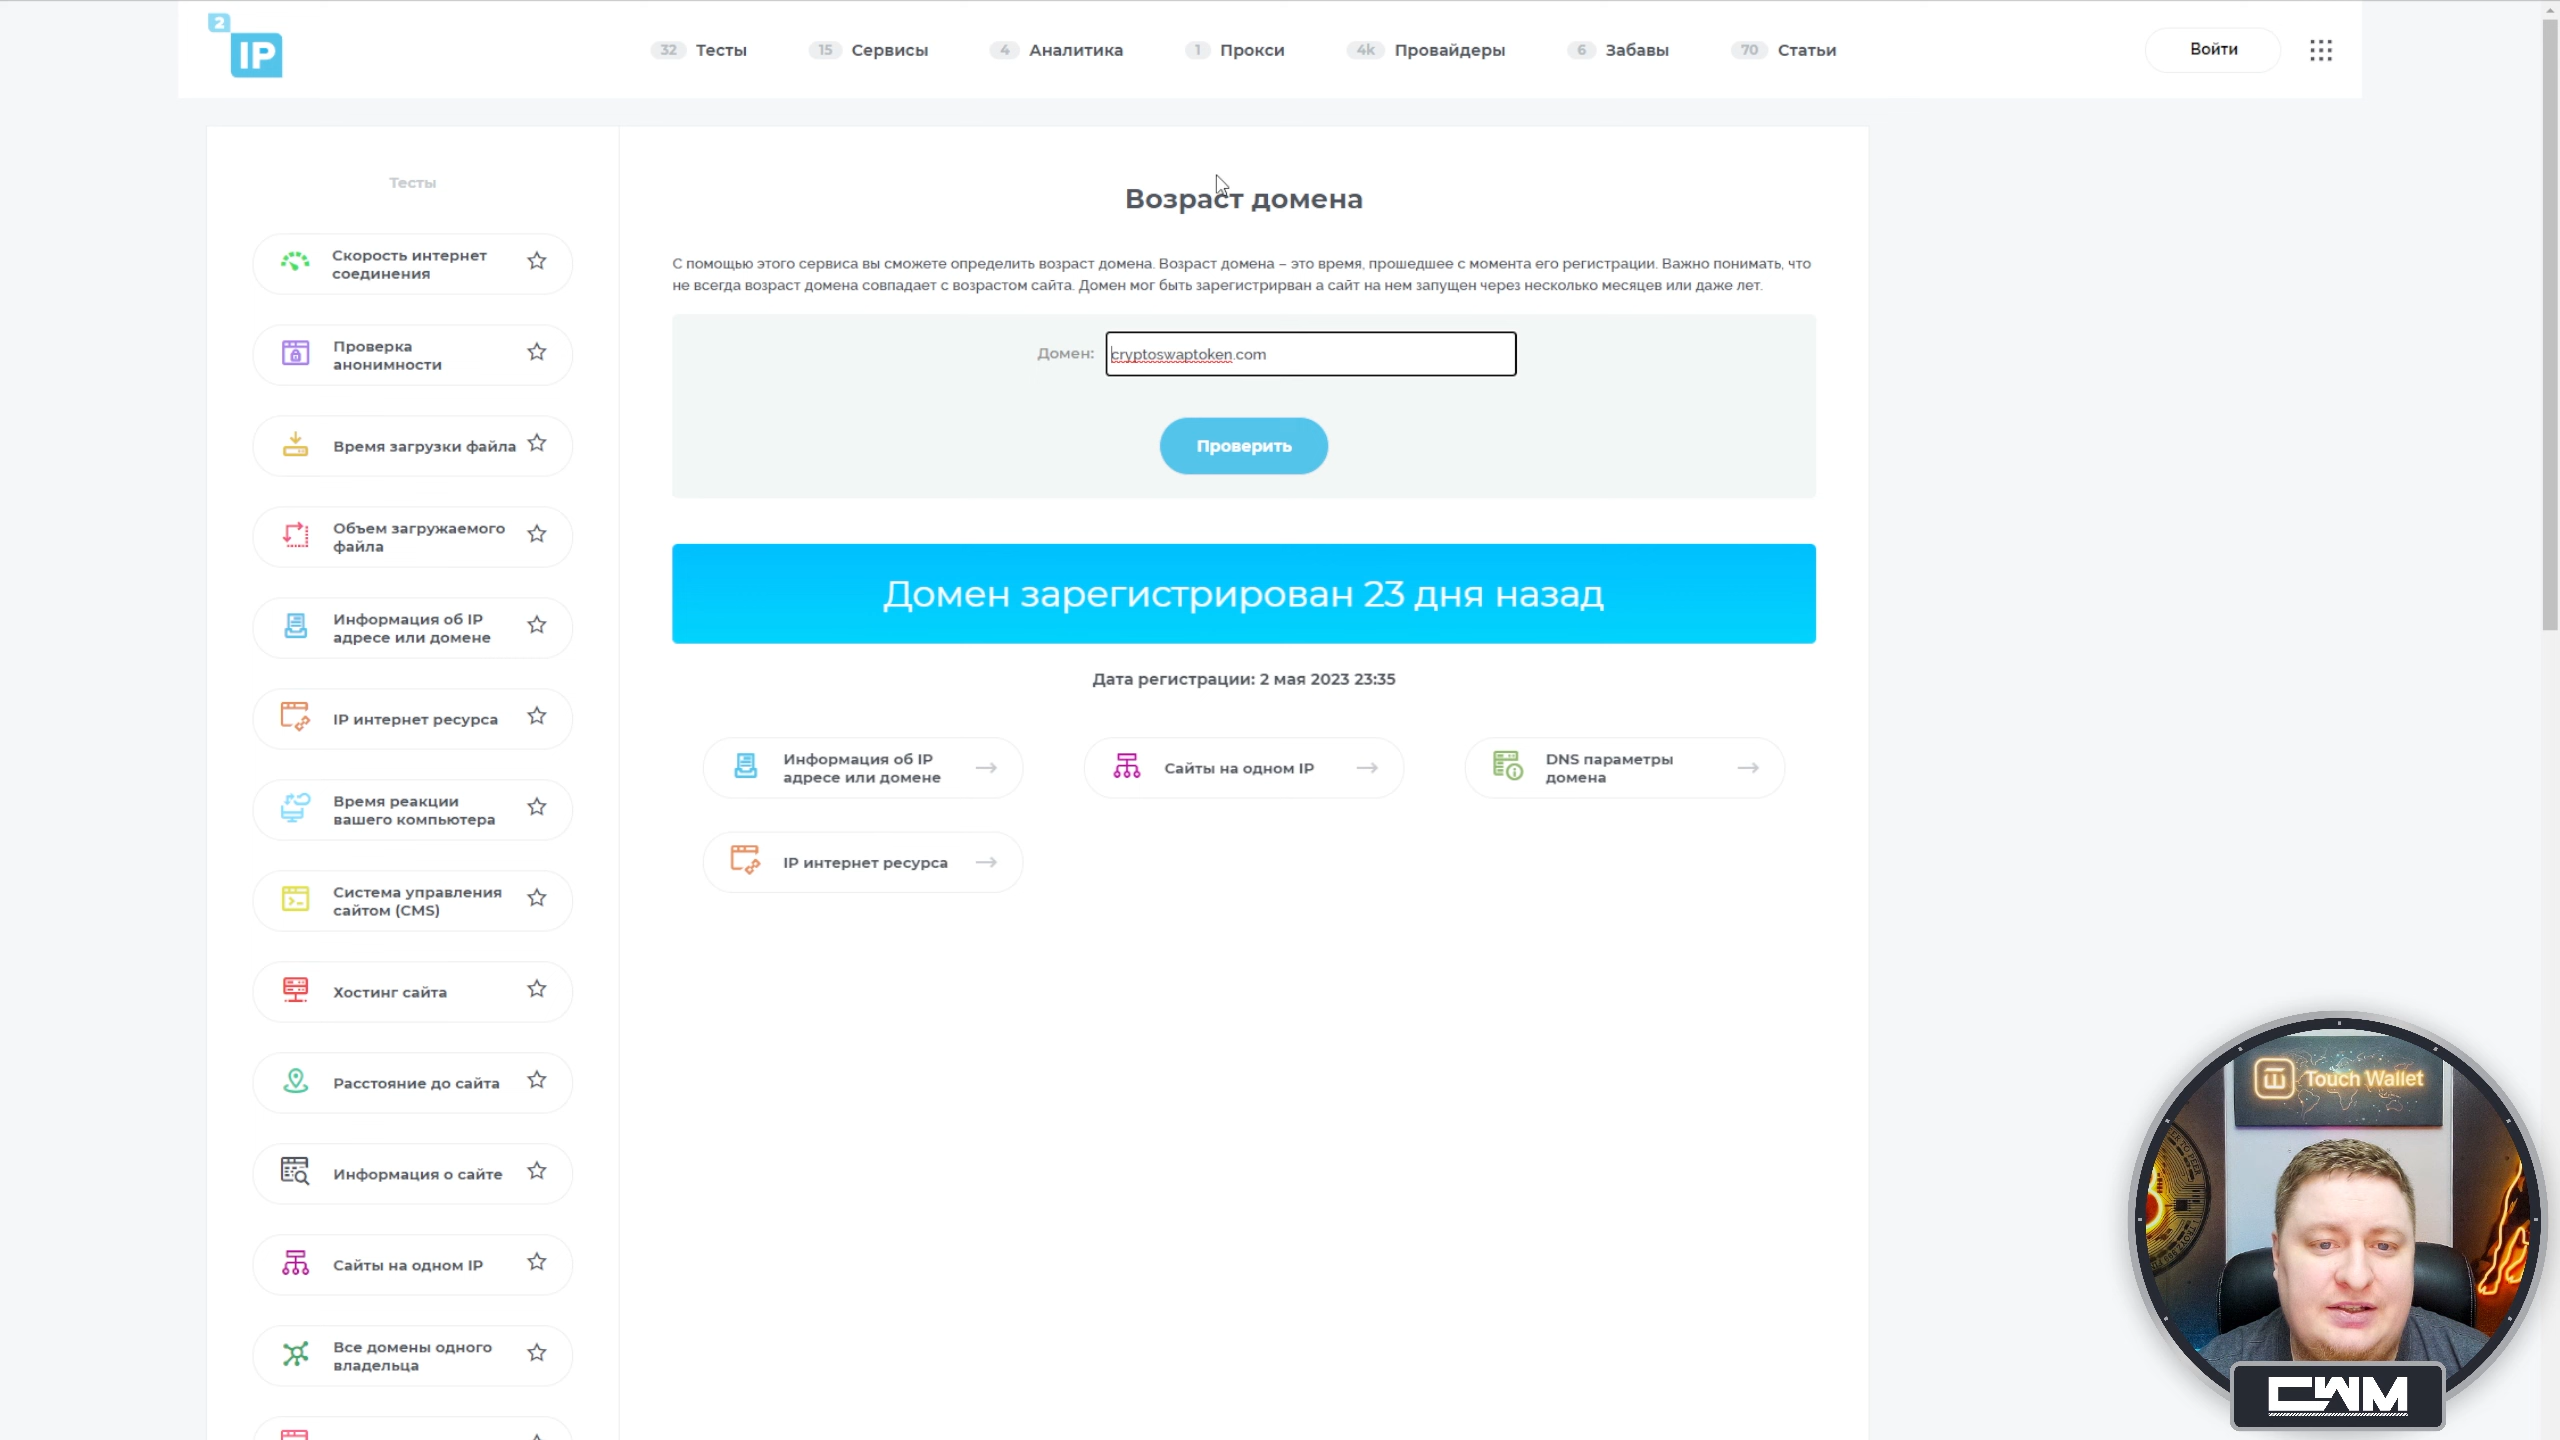 2
IP
32 Тесты
15 Сервисы
4 Аналитика
1 Прокси
4k Провайдеры
6 Забавы
70 Статьи
Войти
Тесты
Скорость интернет
соединения
Проверка
анонимности
Время загрузки файла
Объем загружаемого
файла
Информация об IP
адресе или домене
IP интернет ресурса
Время реакции
вашего компьютера
Система управления
сайтом (CMS)
Хостинг сайта
Расстояние до сайта
Информация о сайте
Сайты на одном IP
Все домены одного
владельца
Возраст домена
С помощью этого сервиса вы сможете определить возраст домена. Возраст домена – это время, прошедшее с момента его регистрации. Важно понимать, что
не всегда возраст домена совпадает с возрастом сайта. Домен мог быть зарегистрирван а сайт на нем запущен через несколько месяцев или даже лет.
Домен: cryptoswaptoken.com
Проверить
Домен зарегистрирован 23 дня назад
Дата регистрации: 2 мая 2023 23:35
Информация об IP
адресе или домене
Сайты на одном IP
DNS параметры
домена
IP интернет ресурса
Touch Wallet
CWM